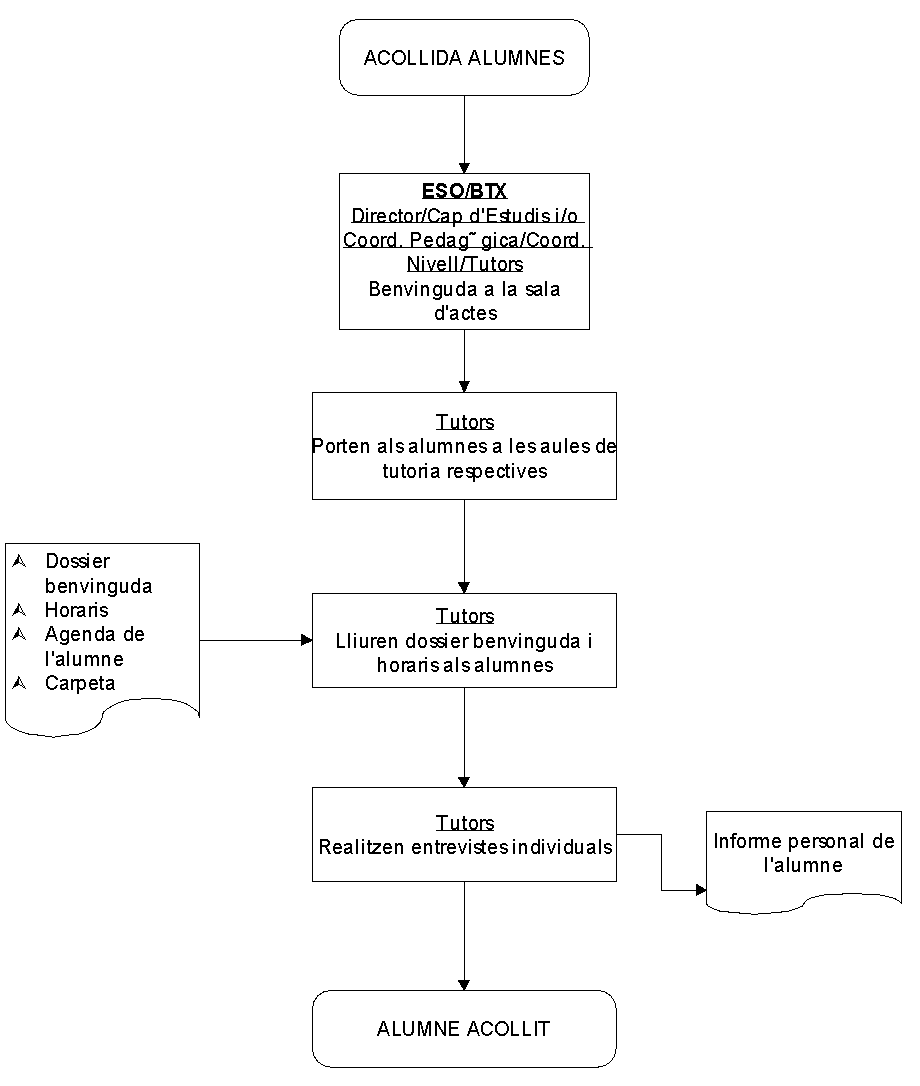 ACOLLIDA ALUMNES
ESO/BTX
Director/Cap d'Estudis i/o
Coord. Pedag˜ gica/Coord.
Nivell/Tutors
Benvinguda a la sala
d'actes
Tutors
Porten als alumnes a les aules de
tutoria respectives
Dossier
benvinguda
Horaris
Agenda de
l'alumne
Carpeta
Tutors
Lliuren dossier benvinguda i
horaris als alumnes
Tutors
Realitzen entrevistes individuals
Informe personal de
l'alumne
ALUMNE ACOLLIT